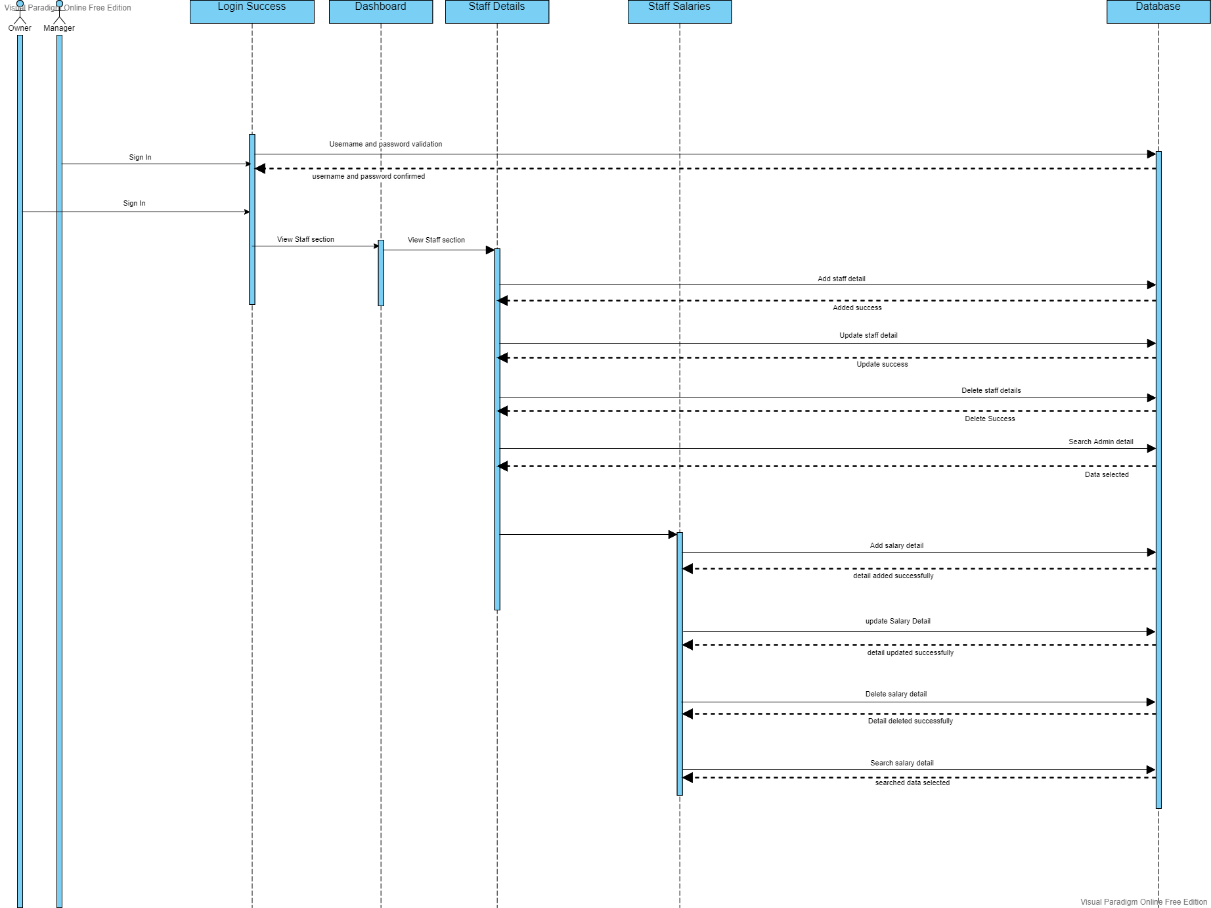 Visual Paradigm Online Free Edition
Owner
Manager
Login Success
Dashboard
Staff Details
Staff Salaries
Database
Username and password validation
Sign In
username and password confirmed
Sign In
View Staff section
View Staff section
Add staff detail
Added success
Update staff detail
Update success
Delete staff details
Delete Success
Search Admin detail
Data selected
Add salary detail
detail added successfully
update Salary Detail
detail updated successfully
Delete salary detail
Detail deleted successfully
Search salary detail
searched data selected
Visual Paradigm Online Free Edition